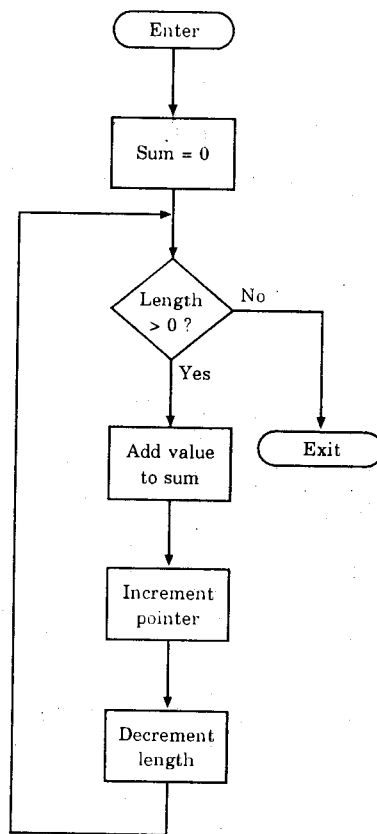 Enter
Sum = 0
Length
> 0 ?
No
Yes
Add value
to sum
Exit
Increment
pointer
Decrement
length